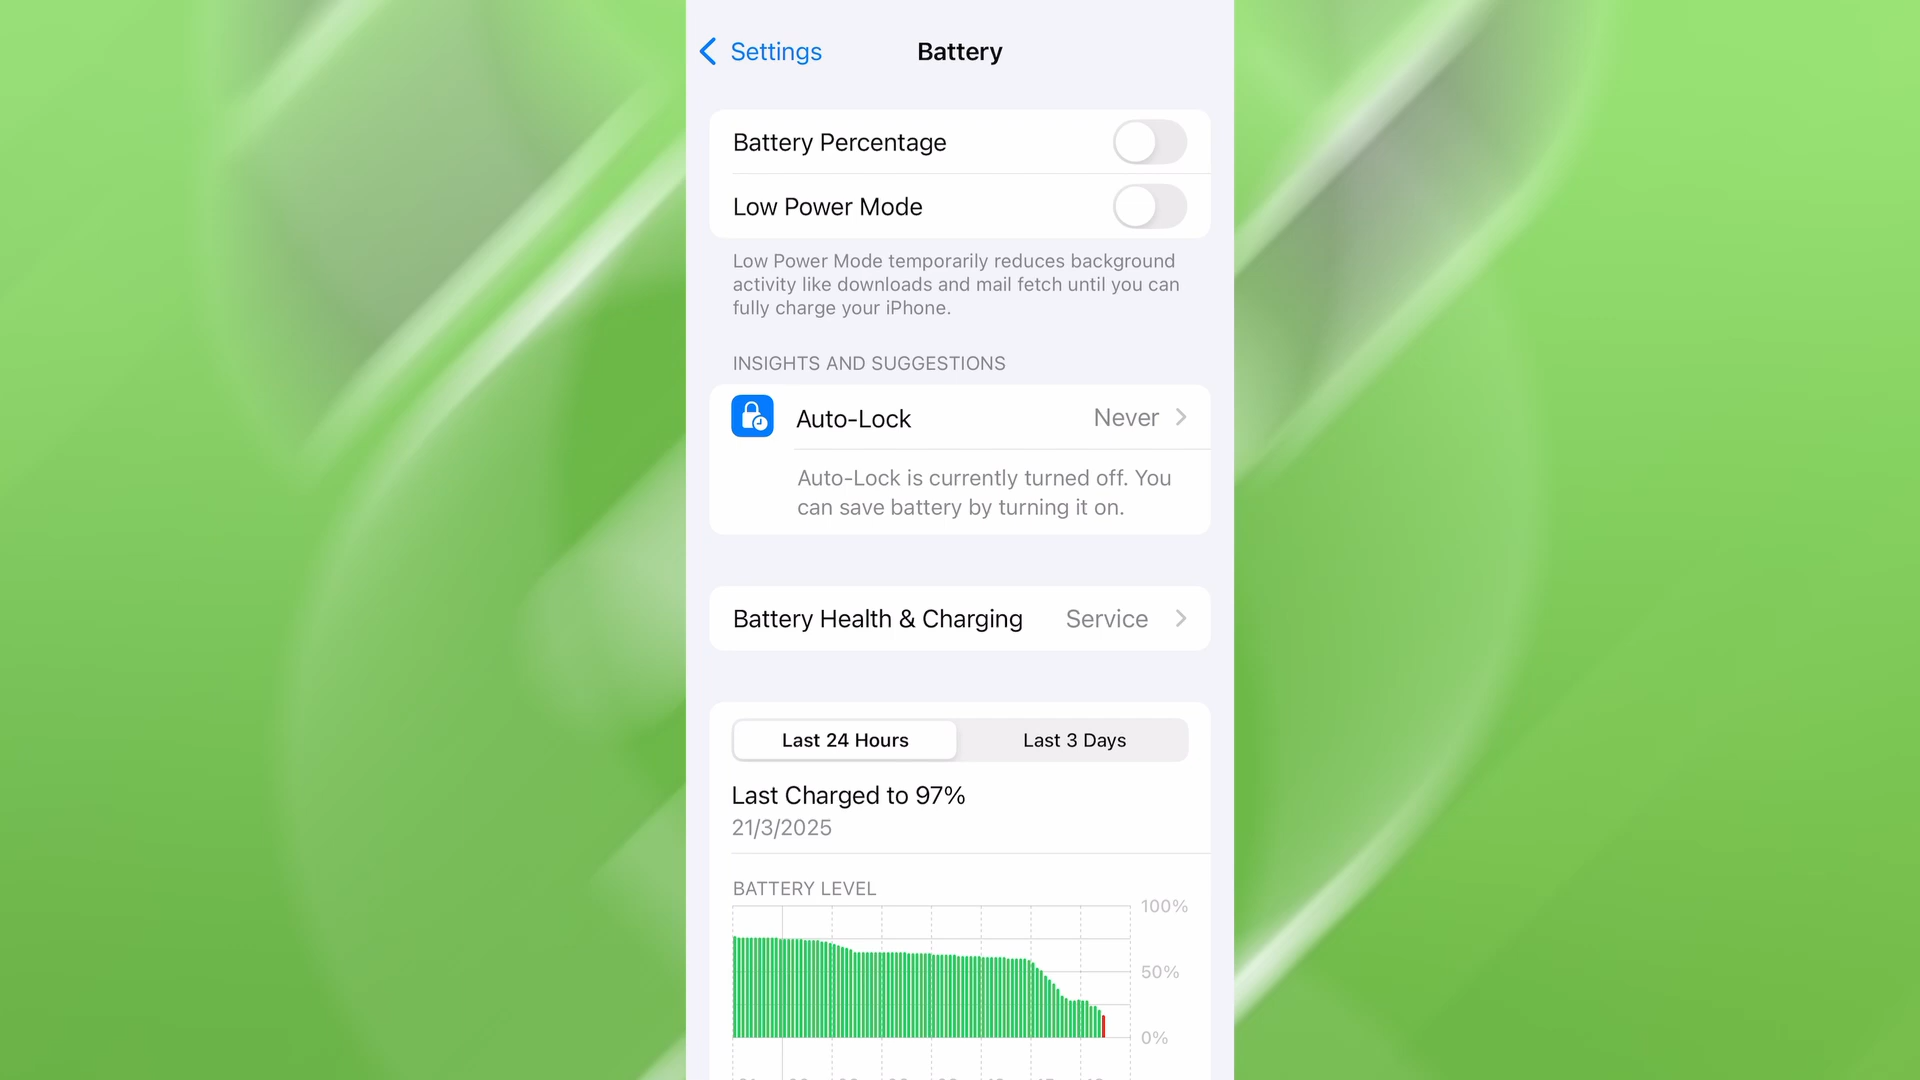 Settings
Battery
Battery Percentage
Low Power Mode
Low Power Mode temporarily reduces background
activity like downloads and mail fetch until you can
fully charge your iPhone.
INSIGHTS AND SUGGESTIONS
Auto-Lock
Never
Auto-Lock is currently turned off. You
can save battery by turning it on.
Battery Health & Charging
Service
Last 24 Hours
Last 3 Days
Last Charged to 97%
21/3/2025
BATTERY LEVEL
100%
50%
0%